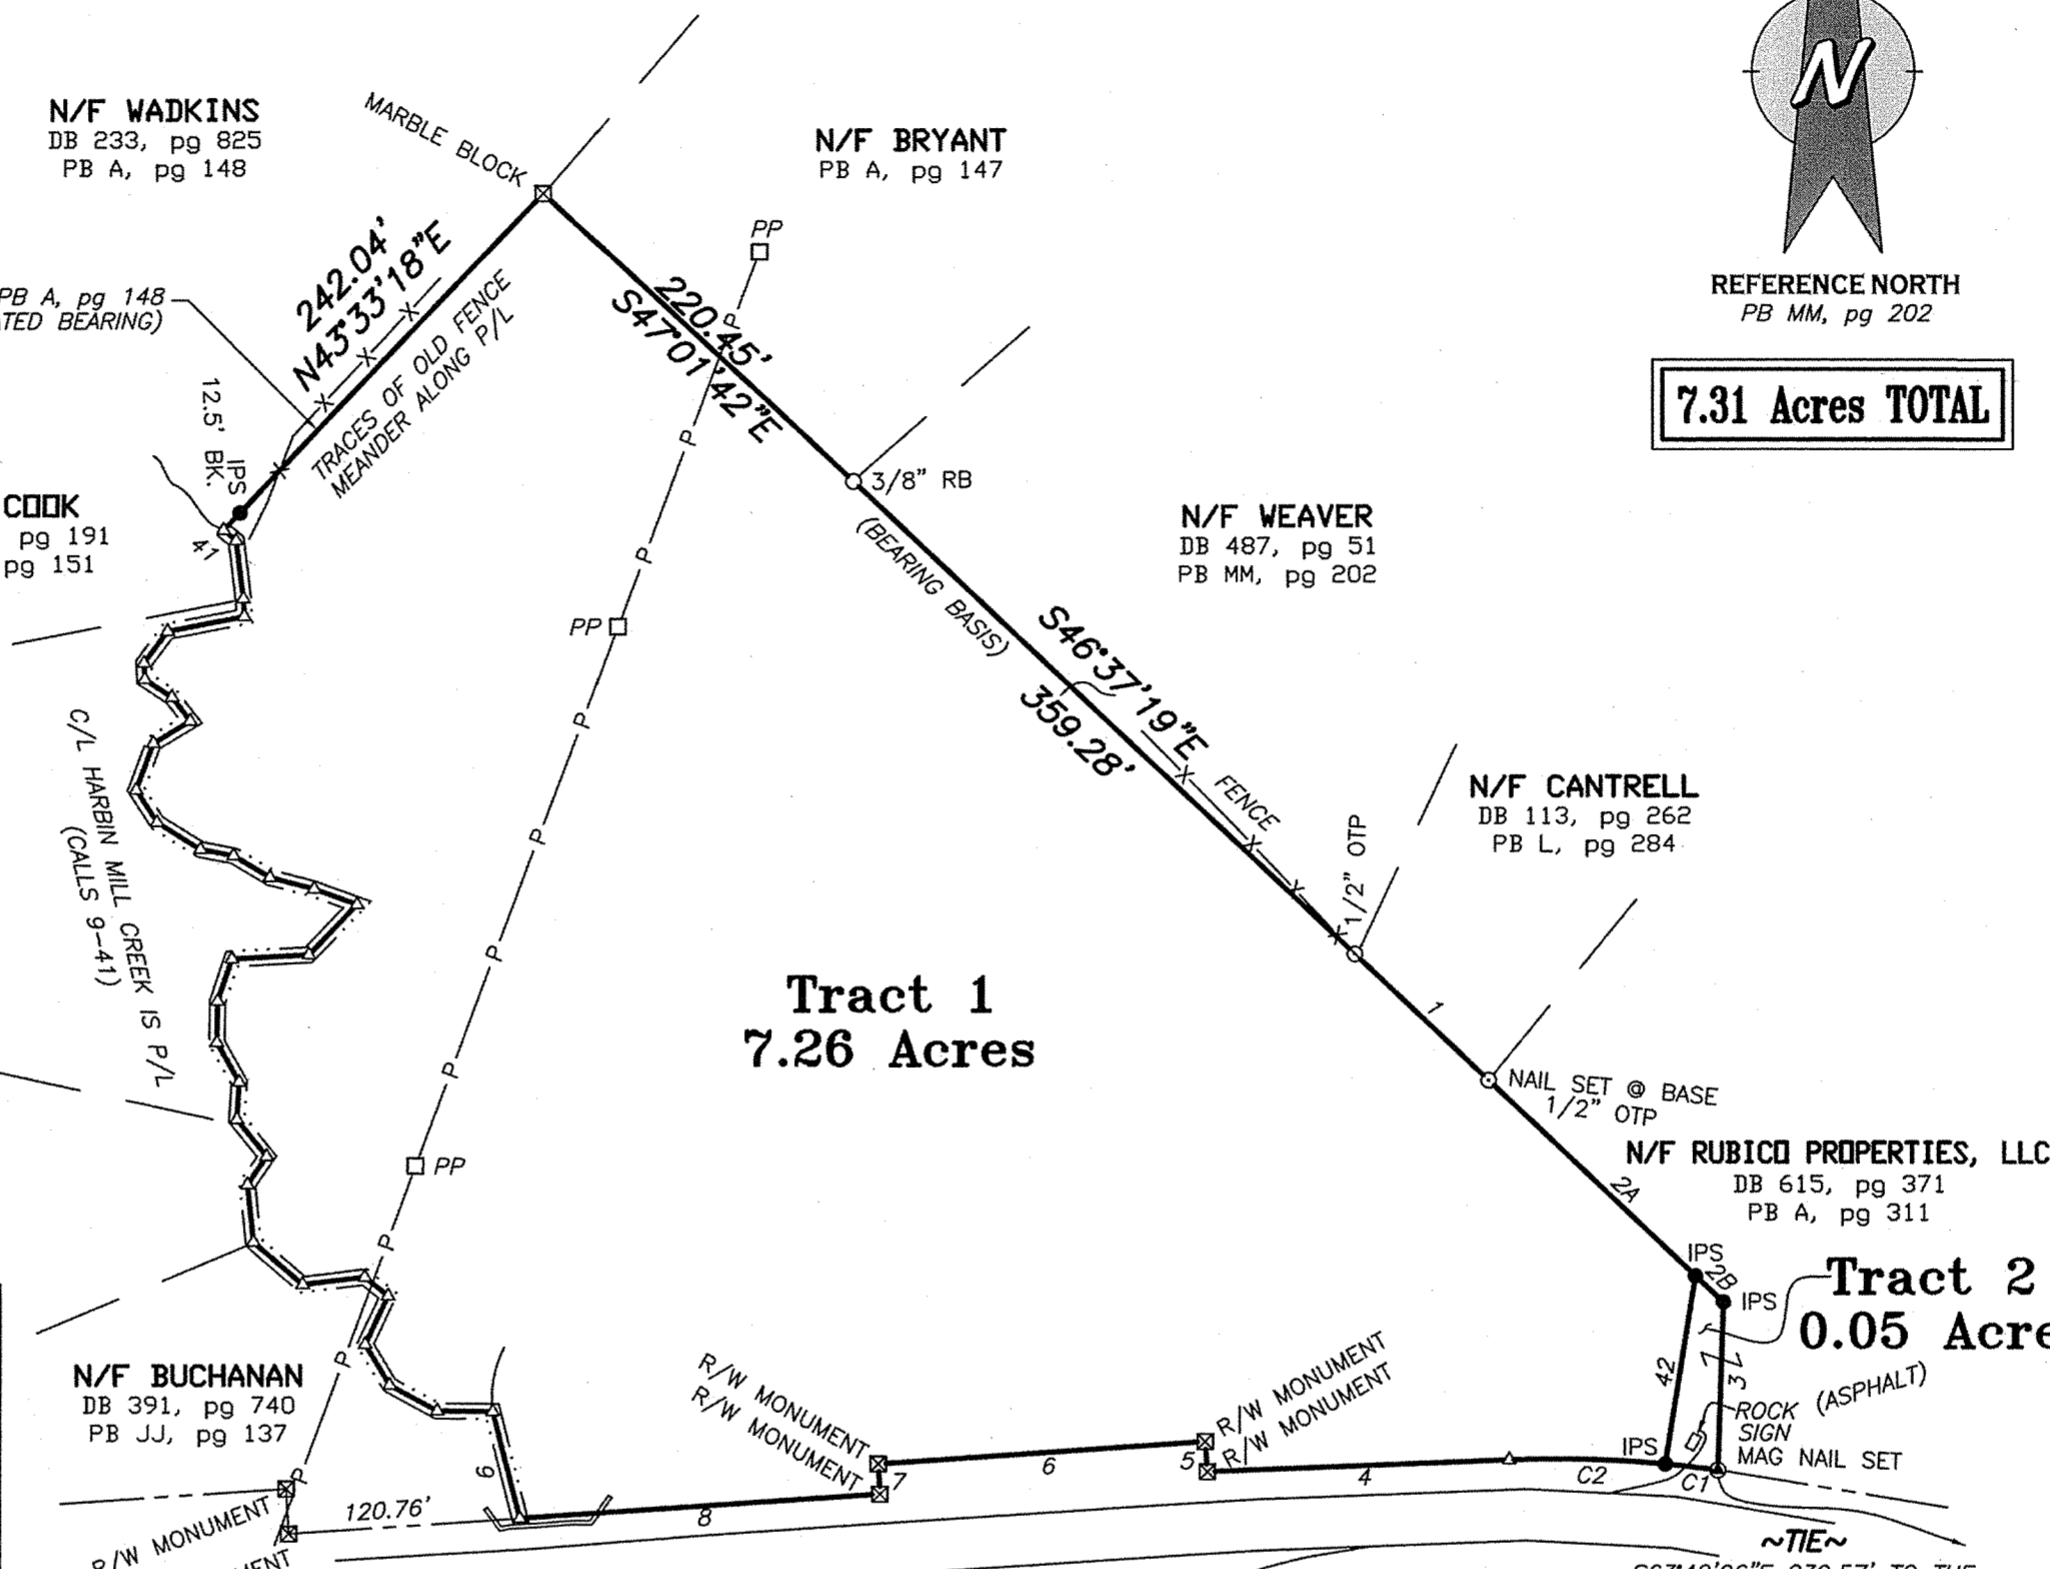 N
REFERENCE NORTH
PB MM, pg 202
7.31 Acres TOTAL
N/F WADKINS
DB 233, pg 825
PB A, pg 148
MARBLE BLOCK
N/F BRYANT
PB A, pg 147
PP
242.04'
N43°33'18"E
TRACES OF OLD FENCE
MEANDER ALONG P/L
PB A, pg 148
TED BEARING)
220.45'
S47°01'42"E
12.5' BK.
IPS
3/8" RB
(BEARING BASIS)
COOK
pg 191
pg 151
41
N/F WEAVER
DB 487, pg 51
PB MM, pg 202
S46°37'19"E
359.28'
X
X
X
X
X
X
FENCE
PP
P
P
P
P
P
P
P
P
P
P
C/L HARBIN MILL CREEK IS P/L
(CALLS 9-41)
1/2" OTP
N/F CANTRELL
DB 113, pg 262
PB L, pg 284
Tract 1
7.26 Acres
1
NAIL SET @ BASE
1/2" OTP
N/F RUBICO PROPERTIES, LLC
DB 615, pg 371
PB A, pg 311
2A
PP
IPS
2B
IPS
Tract 2
0.05 Acre
N/F BUCHANAN
DB 391, pg 740
PB JJ, pg 137
R/W MONUMENT
R/W MONUMENT
R/W MONUMENT
R/W MONUMENT
42
3
Z
Z
ROCK
SIGN
(ASPHALT)
MAG NAIL SET
IPS
C1
C2
4
5
6
7
8
9
120.76'
R/W MONUMENT
~TIE~